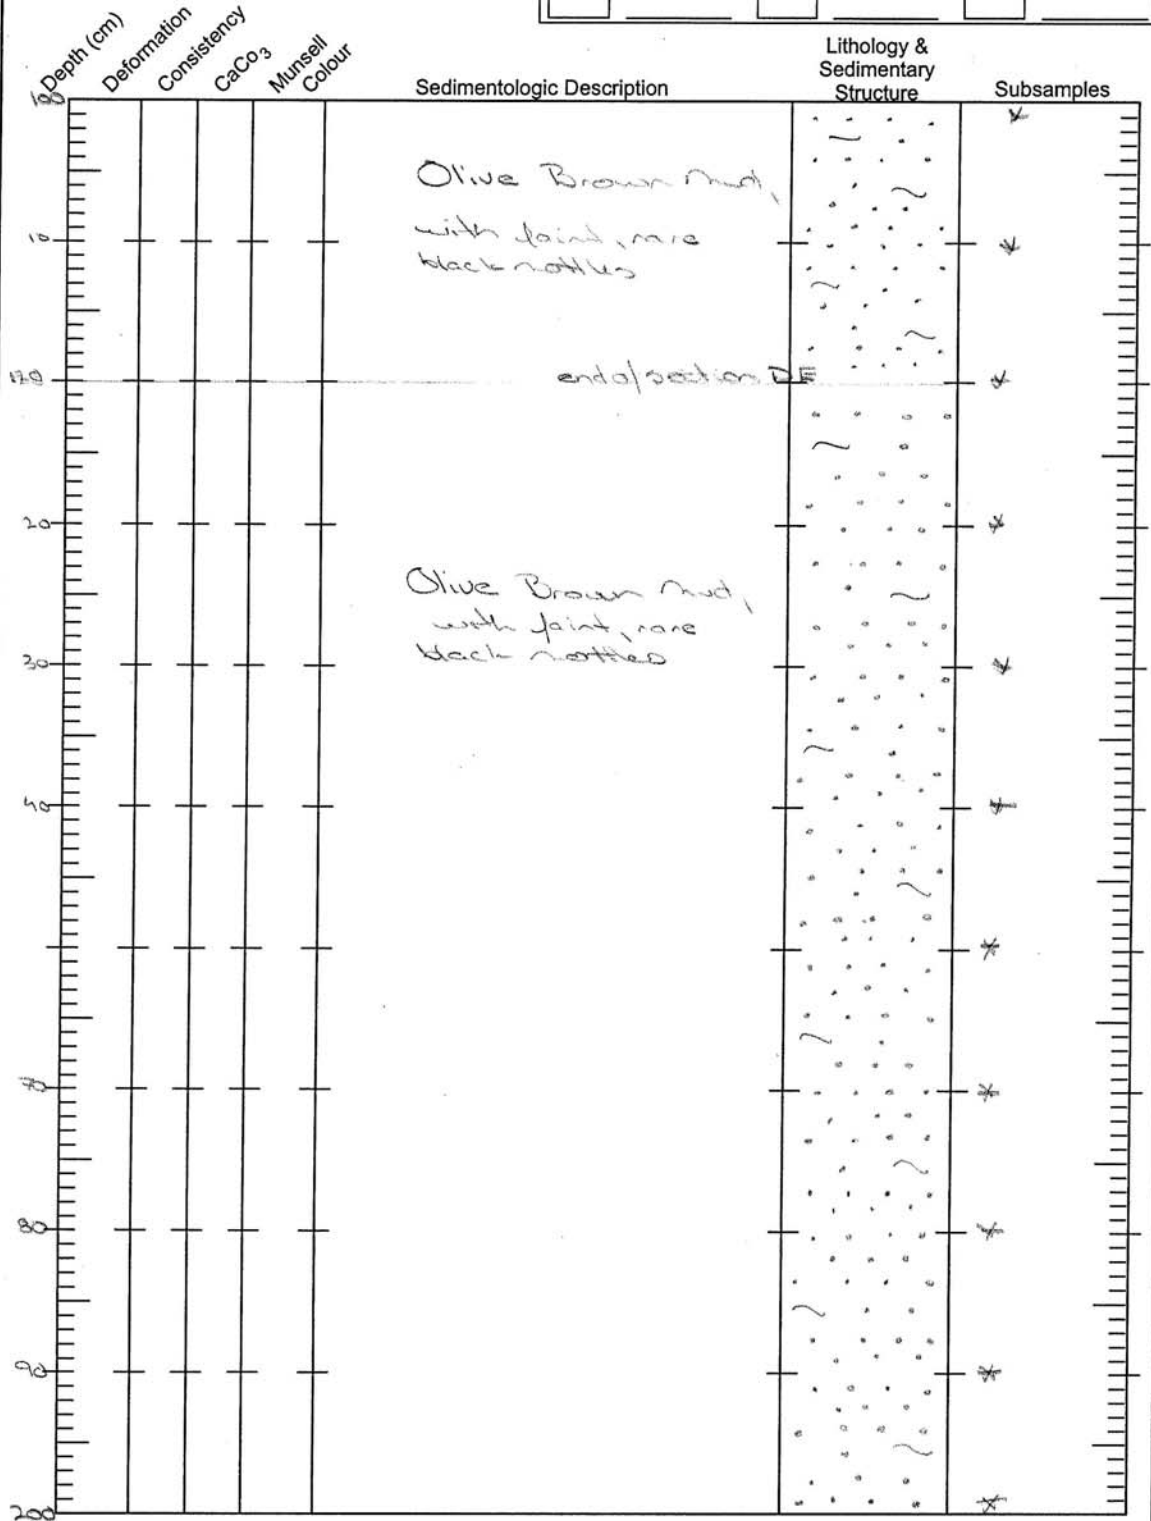 Depth (cm)
Deformation
Consistency
CaCo3
Munsell
Colour
Sedimentologic Description
Lithology &
Sedimentary
Structure
Subsamples
100
Olive Brown Mud,
with faint, rare
10
black mottles
end of section DE
20
Olive Brown Mud,
with faint, rare
30
black mottles
80
90
200